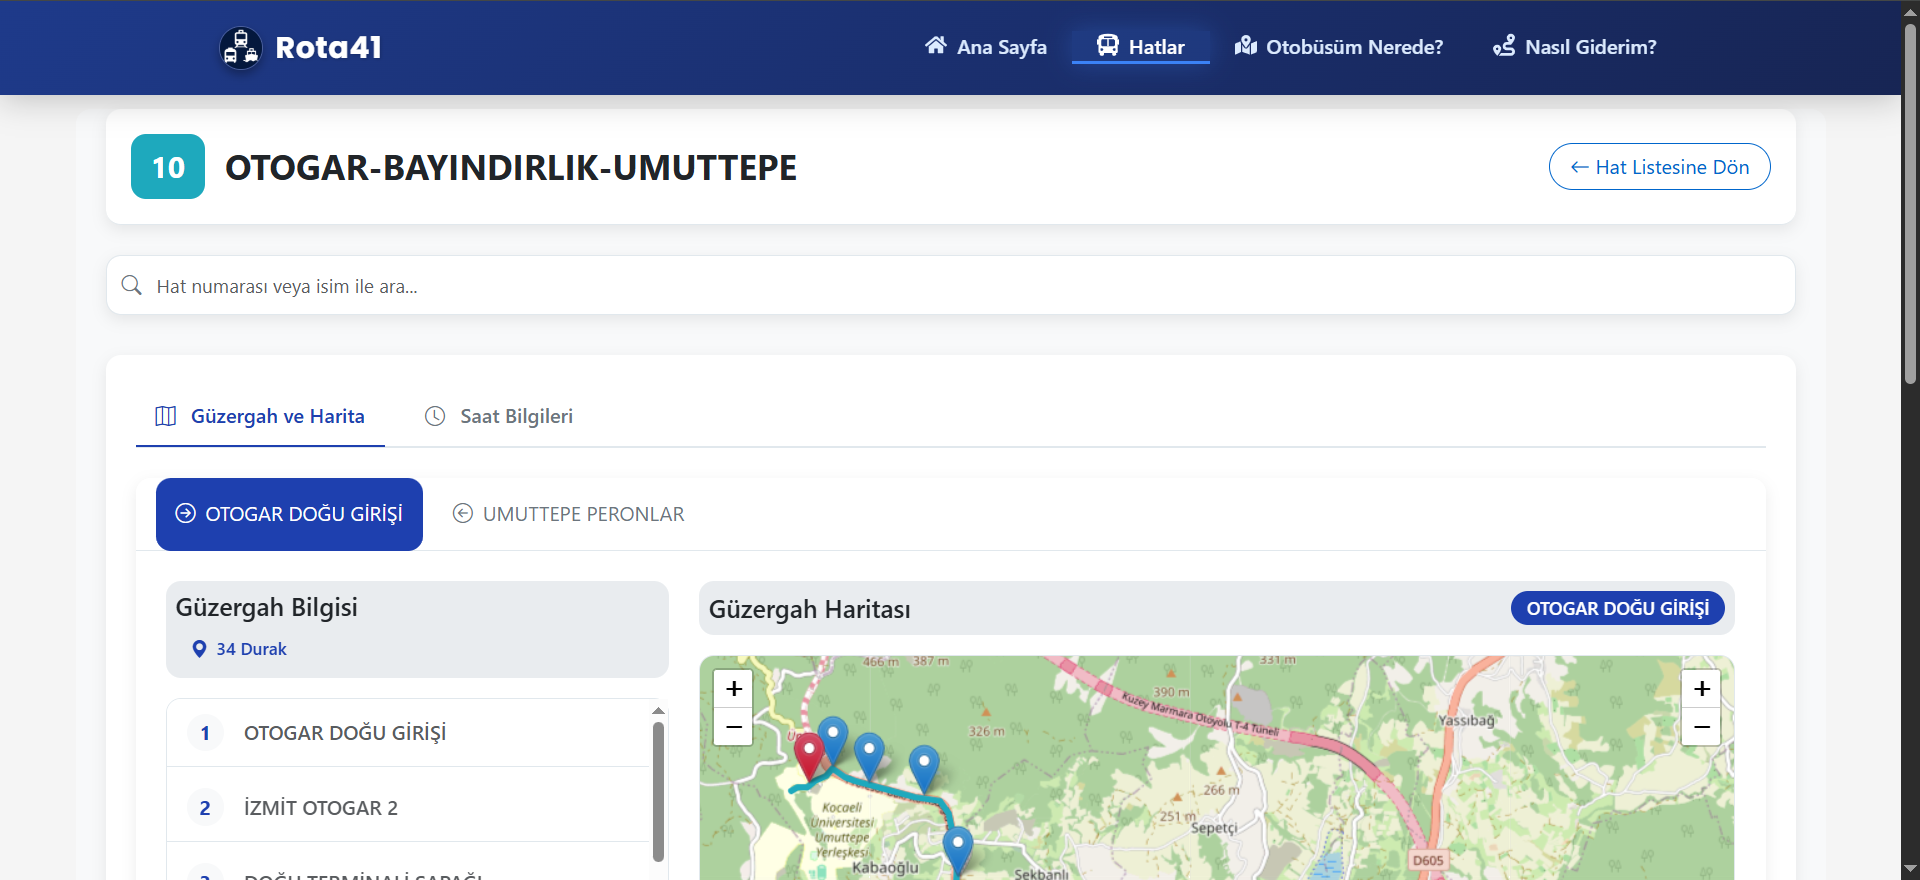 Rota41
Ana Sayfa
Hatlar
Otobüsüm Nerede?
Nasıl Giderim?
10
OTOGAR-BAYINDIRLIK-UMUTTEPE
← Hat Listesine Dön
Hat numarası veya isim ile ara...
Güzergah ve Harita
Saat Bilgileri
OTOGAR DOĞU GİRİŞİ
UMUTTEPE PERONLAR
Güzergah Bilgisi
34 Durak
1 OTOGAR DOĞU GİRİŞİ
2 İZMİT OTOGAR 2
Güzergah Haritası
OTOGAR DOĞU GİRİŞİ
+
−
+
−
466 m
387 m
331 m
390 m
Kuzey Marmara Otoyolu T-4 Tüneli
326 m
Yassıbağ
266 m
251 m
Sepetçi
Kocaeli
Üniversitesi
Umuttepe
Yerleşkesi
Kabaoğlu
Sekbanlı
D605